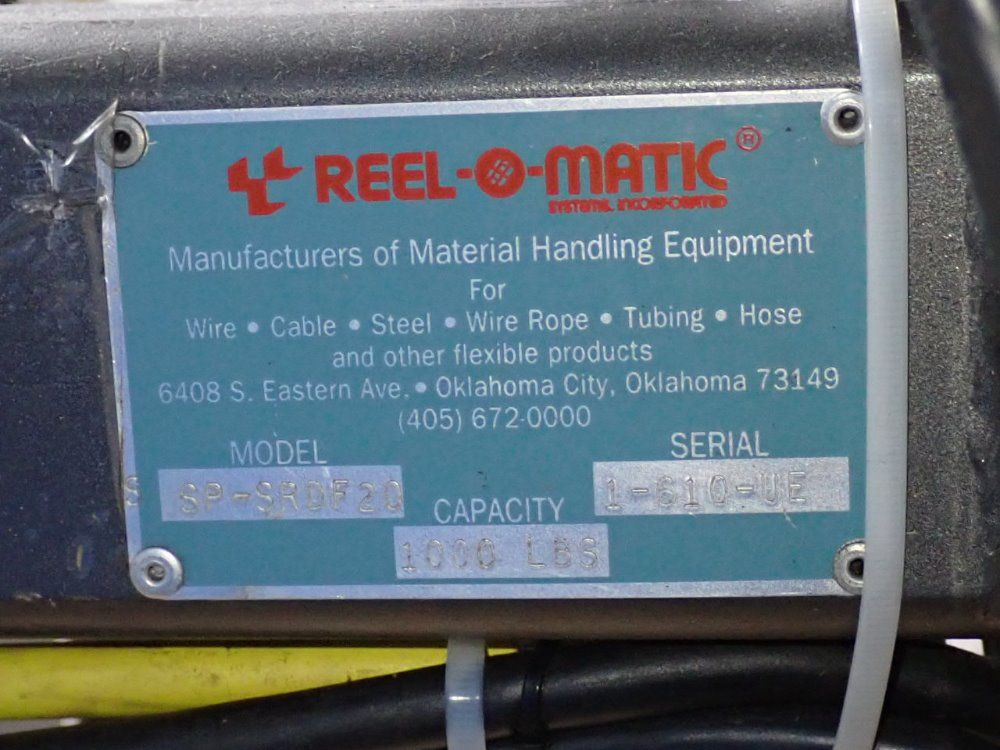 REEL-O-MATIC ®
SYSTEMS, INCORPORATED
Manufacturers of Material Handling Equipment
For
Wire • Cable • Steel • Wire Rope • Tubing • Hose
and other flexible products
6408 S. Eastern Ave. • Oklahoma City, Oklahoma 73149
(405) 672-0000
MODEL
S SP-SRDF20
SERIAL
1-610-UE
CAPACITY
1000 LBS